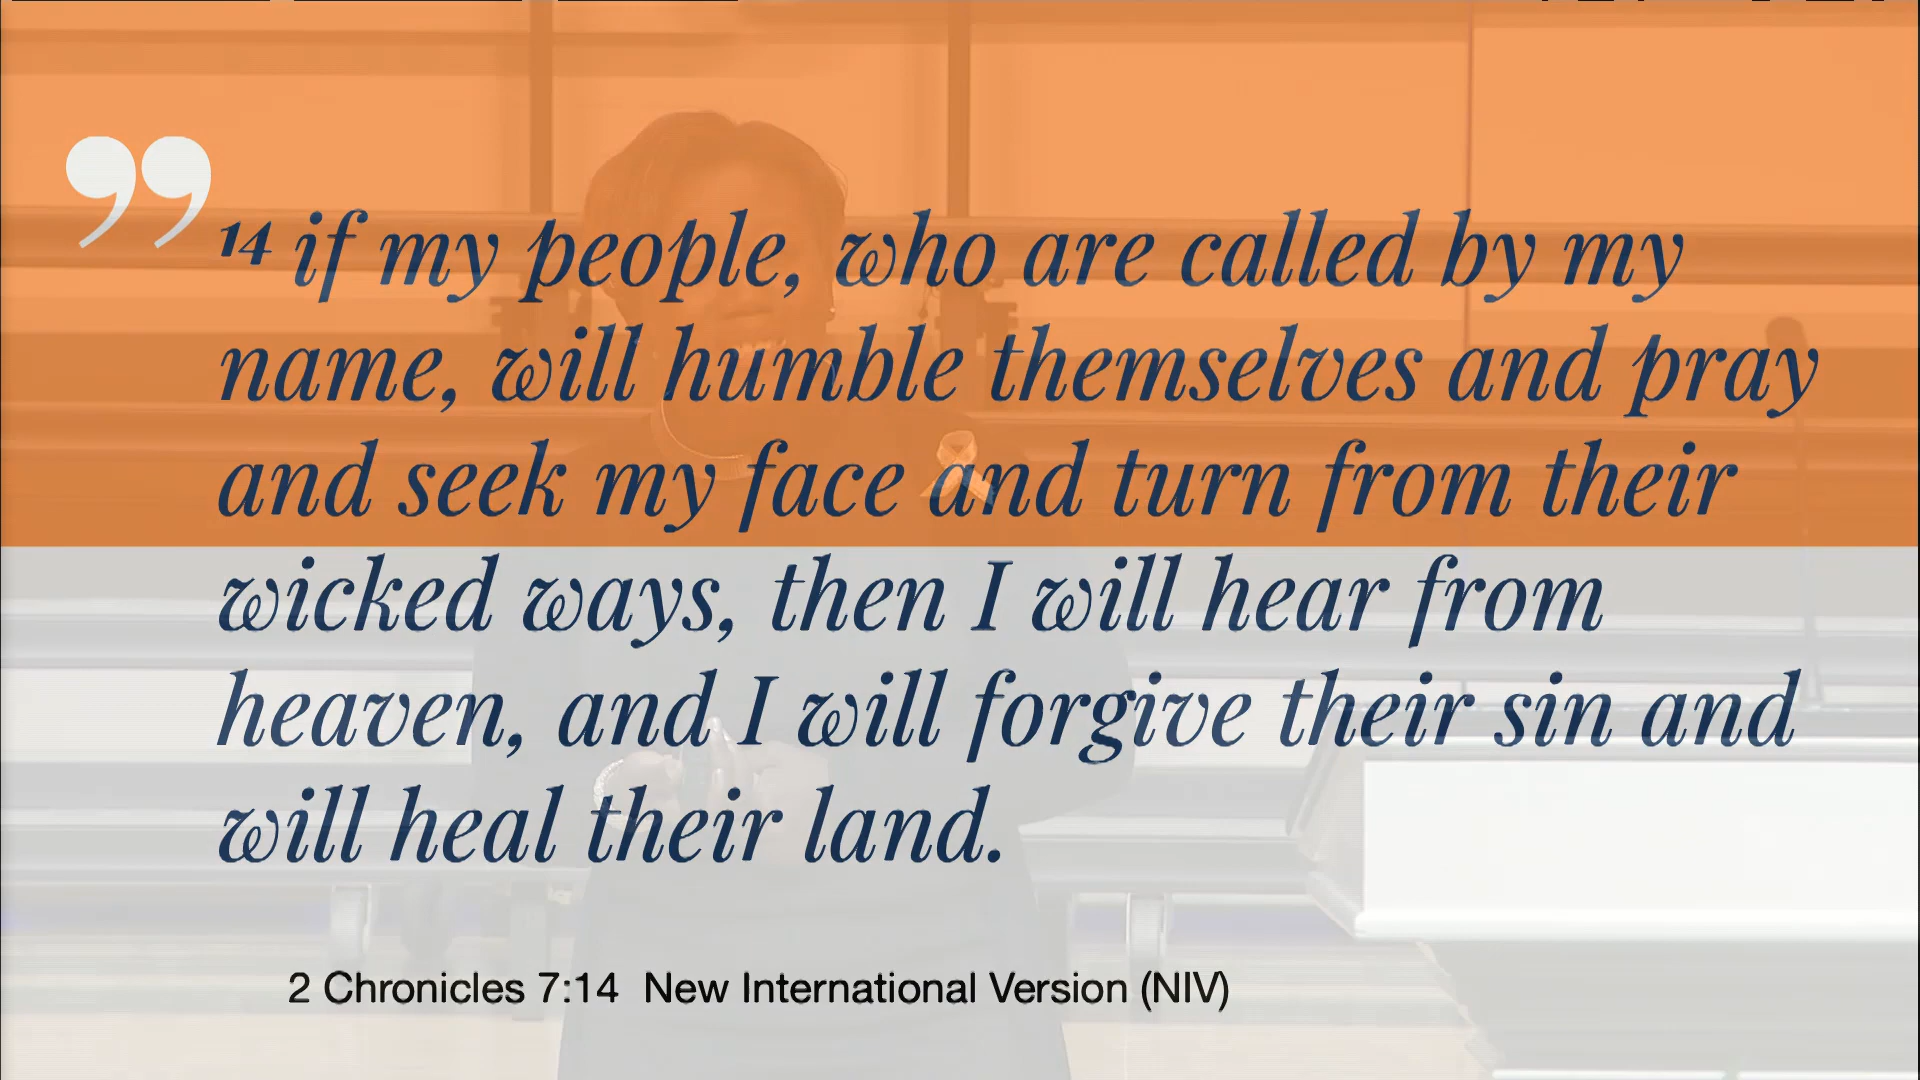 ”
¹⁴ if my people, who are called by my
name, will humble themselves and pray
and seek my face and turn from their
wicked ways, then I will hear from
heaven, and I will forgive their sin and
will heal their land.
2 Chronicles 7:14 New International Version (NIV)